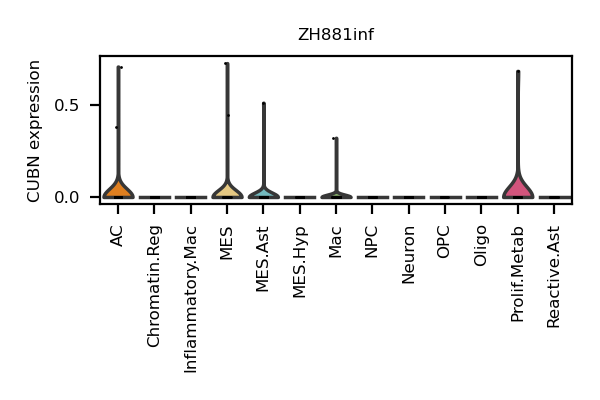 ZH881inf
CUBN expression
0.5
0.0
AC
Chromatin.Reg
Inflammatory.Mac
MES
MES.Ast
MES.Hyp
Mac
NPC
Neuron
OPC
Oligo
Prolif.Metab
Reactive.Ast